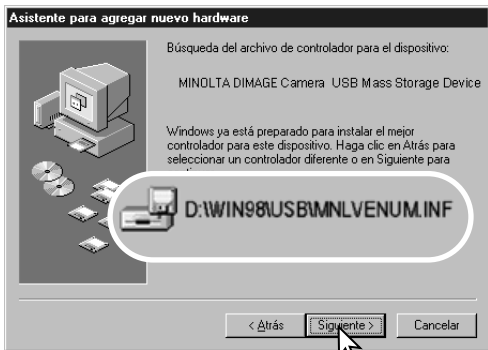 Asistente para agregar nuevo hardware
Búsqueda del archivo de controlador para el dispositivo:
MINOLTA DIMAGE Camera USB Mass Storage Device
Windows ya está preparado para instalar el mejor
controlador para este dispositivo. Haga clic en Atrás para
seleccionar un controlador diferente o en Siguiente para
D:\WIN98\USB\MNLVENUM.INF
< Atrás
Siguiente >
Cancelar